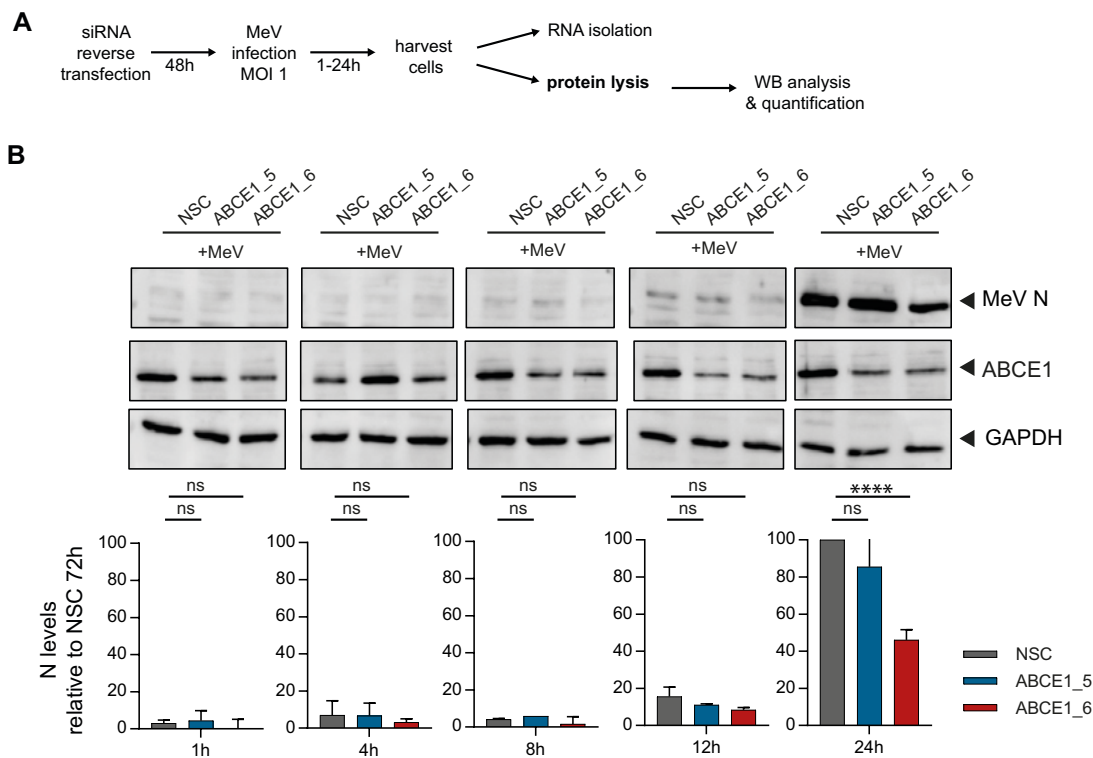 A
siRNA
reverse
transfection
48h
MeV
infection
MOI 1
1-24h
harvest
cells
RNA isolation
protein lysis
WB analysis
& quantification
B
NSC ABCE1_5 ABCE1_6
NSC ABCE1_5 ABCE1_6
NSC ABCE1_5 ABCE1_6
NSC ABCE1_5 ABCE1_6
NSC ABCE1_5 ABCE1_6
+MeV +MeV +MeV +MeV +MeV
MeV N
ABCE1
GAPDH
ns ns ns ns ****
ns ns ns ns ns
N levels
relative to NSC 72h
100 100 100 100 100
80 80 80 80 80
60 60 60 60 60
40 40 40 40 40
20 20 20 20 20
0 0 0 0 0
1h 4h 8h 12h 24h
NSC
ABCE1_5
ABCE1_6